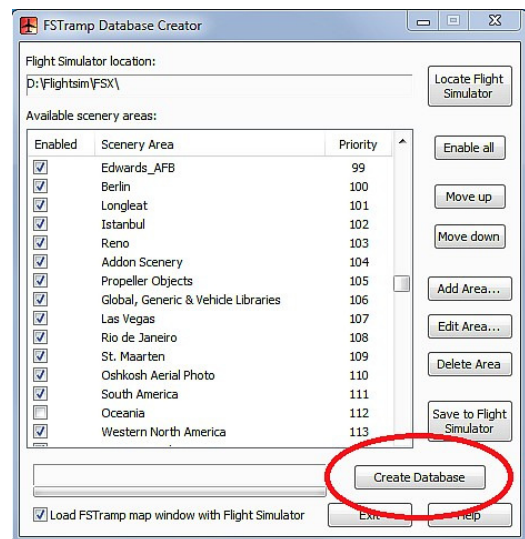 FSTramp Database Creator
Flight Simulator location:
D:\Flightsim\FSX\
Locate Flight
Simulator
Available scenery areas:
Enabled Scenery Area Priority
Edwards_AFB 99
Berlin 100
Longleat 101
Istanbul 102
Reno 103
Addon Scenery 104
Propeller Objects 105
Global, Generic & Vehicle Libraries 106
Las Vegas 107
Rio de Janeiro 108
St. Maarten 109
Oshkosh Aerial Photo 110
South America 111
Oceania 112
Western North America 113
Enable all
Move up
Move down
Add Area...
Edit Area...
Delete Area
Save to Flight
Simulator
Create Database
Load FSTramp map window with Flight Simulator
Exit
Help